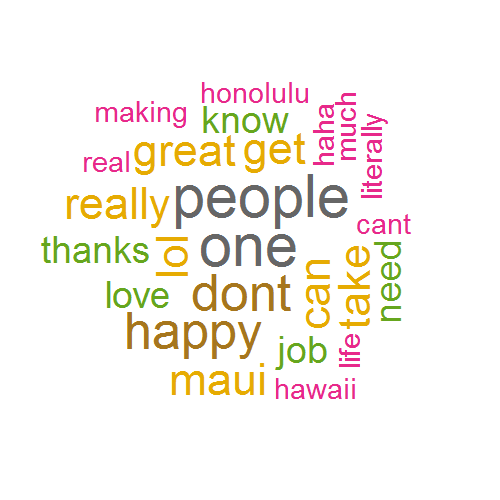 honolulu
making
know
haha
much
literally
real
great
get
really
people
cant
thanks
lol
one
can
take
need
love
dont
happy
job
life
maui
hawaii